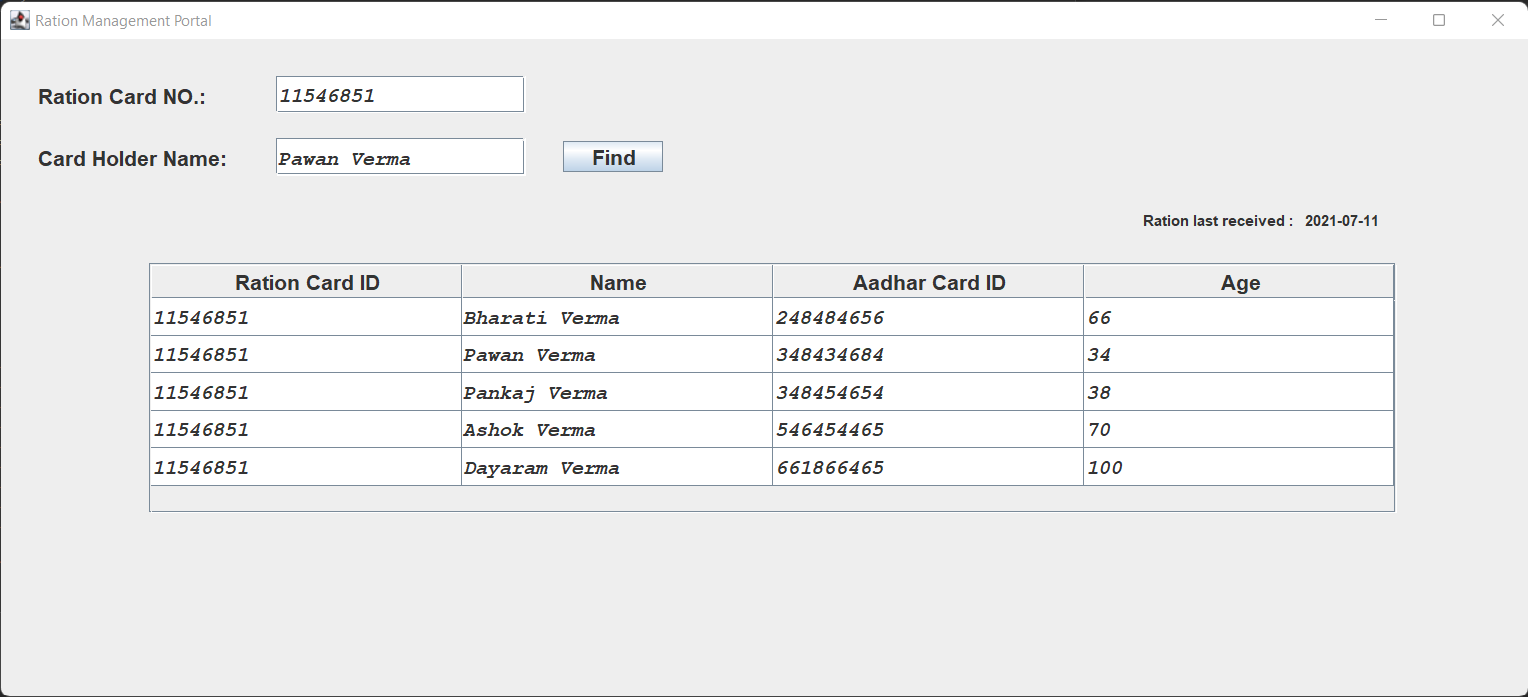 Ration Management Portal
Ration Card NO.: 11546851
Card Holder Name: Pawan Verma Find
Ration last received : 2021-07-11
Ration Card ID Name Aadhar Card ID Age
11546851 Bharati Verma 248484656 66
11546851 Pawan Verma 348434684 34
11546851 Pankaj Verma 348454654 38
11546851 Ashok Verma 546454465 70
11546851 Dayaram Verma 661866465 100